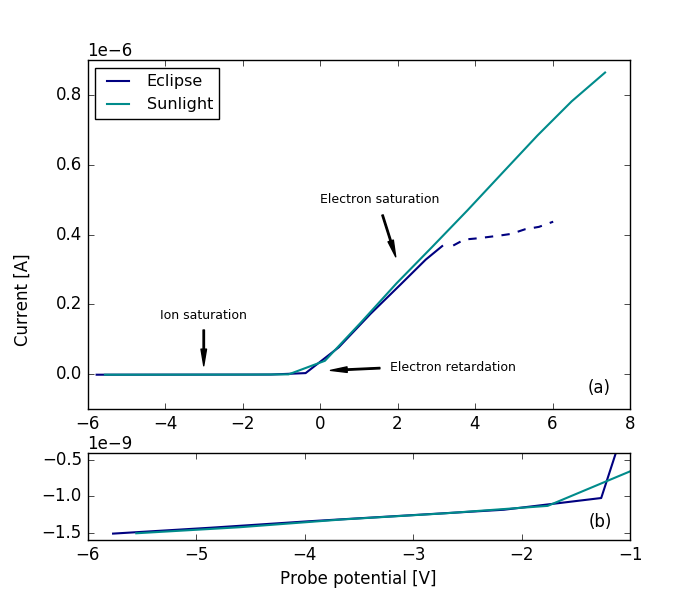 1e−6
Eclipse
Sunlight
0.8
0.6
0.4
0.2
0.0
Current [A]
Electron saturation
Ion saturation
Electron retardation
(a)
−6 −4 −2 0 2 4 6 8
1e−9
−0.5
−1.0
−1.5
(b)
−6 −5 −4 −3 −2 −1
Probe potential [V]